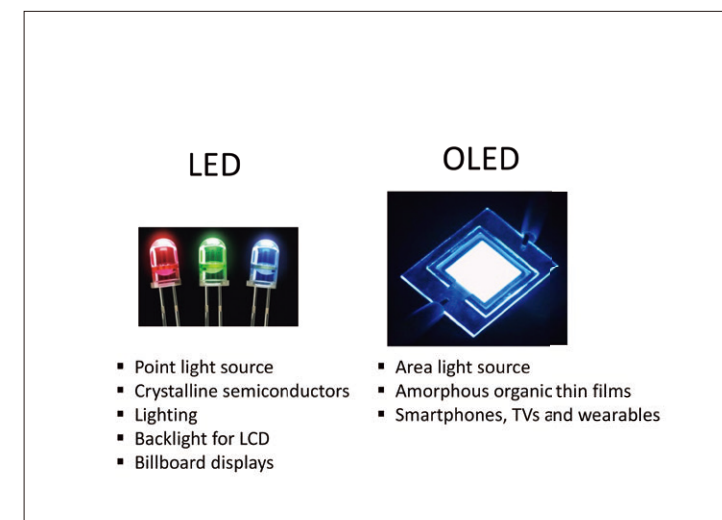 LED
OLED
▪ Point light source
▪ Crystalline semiconductors
▪ Lighting
▪ Backlight for LCD
▪ Billboard displays
▪ Area light source
▪ Amorphous organic thin films
▪ Smartphones, TVs and wearables